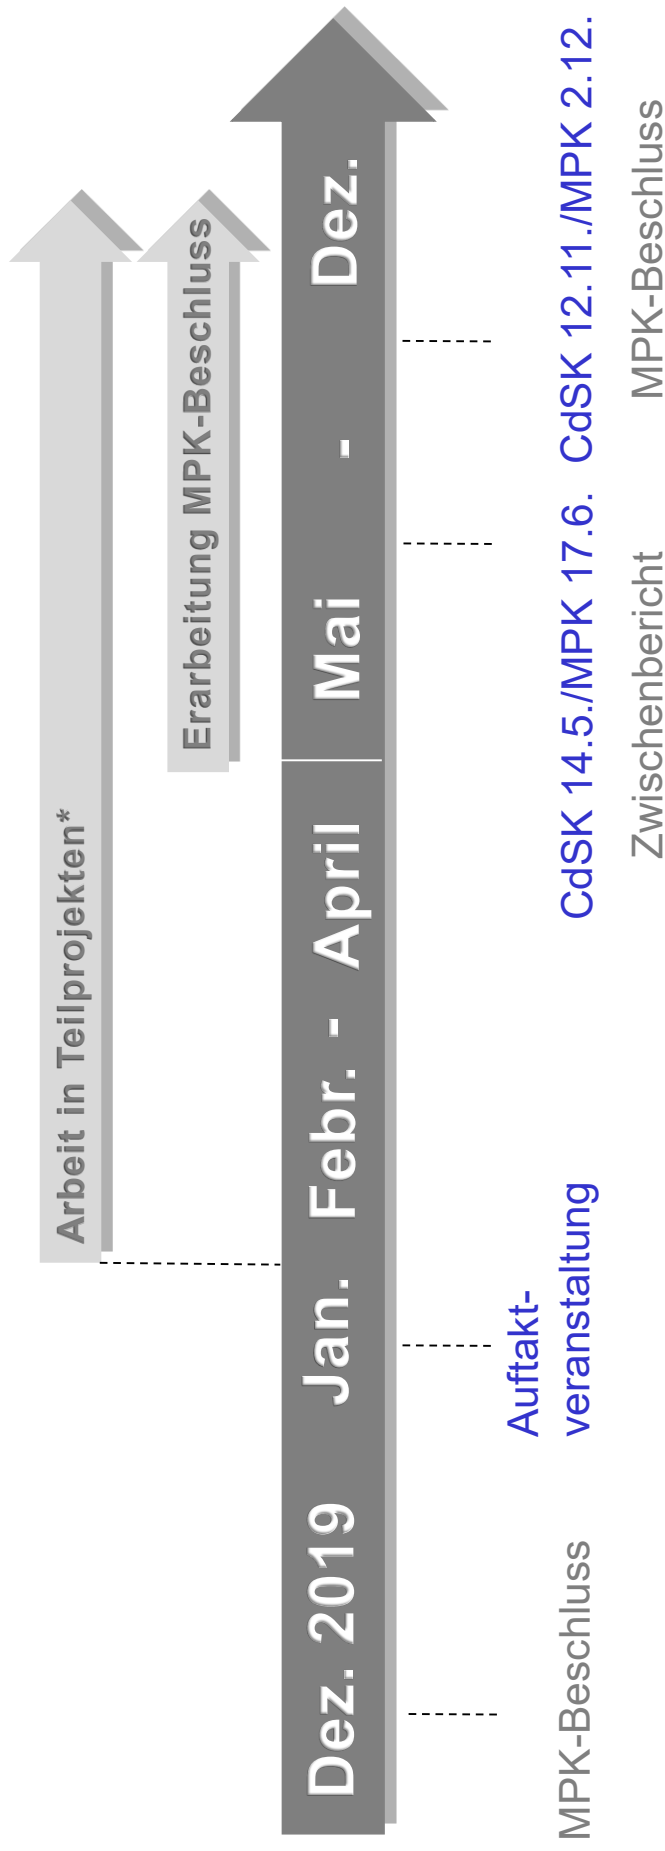 Arbeit in Teilprojekten*
Erarbeitung MPK-Beschluss
Dez. 2019 Jan. Febr. - April Mai - Dez.
Auftakt-
veranstaltung
MPK-Beschluss
CdSK 14.5./MPK 17.6.
Zwischenbericht
CdSK 12.11./MPK 2.12.
MPK-Beschluss